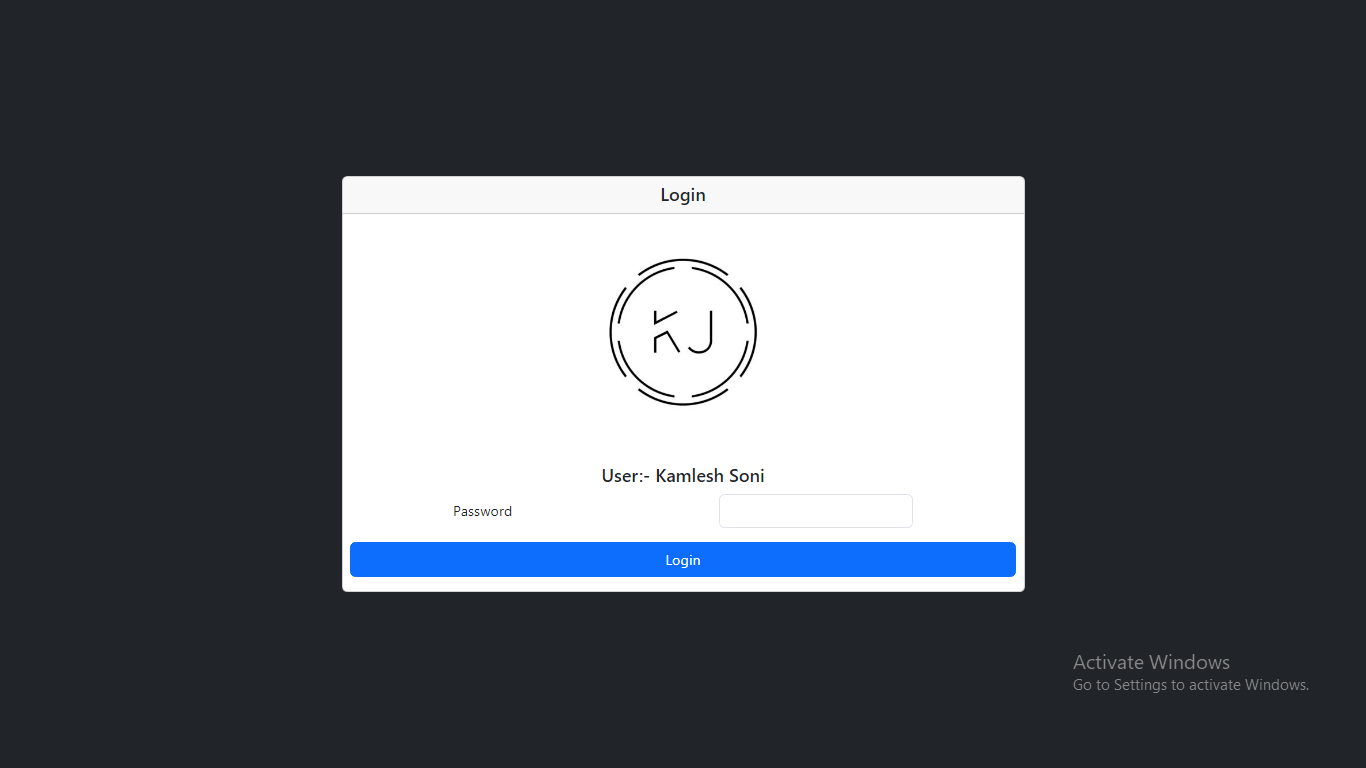 Login
KJ
User:- Kamlesh Soni
Password
Login
Activate Windows
Go to Settings to activate Windows.